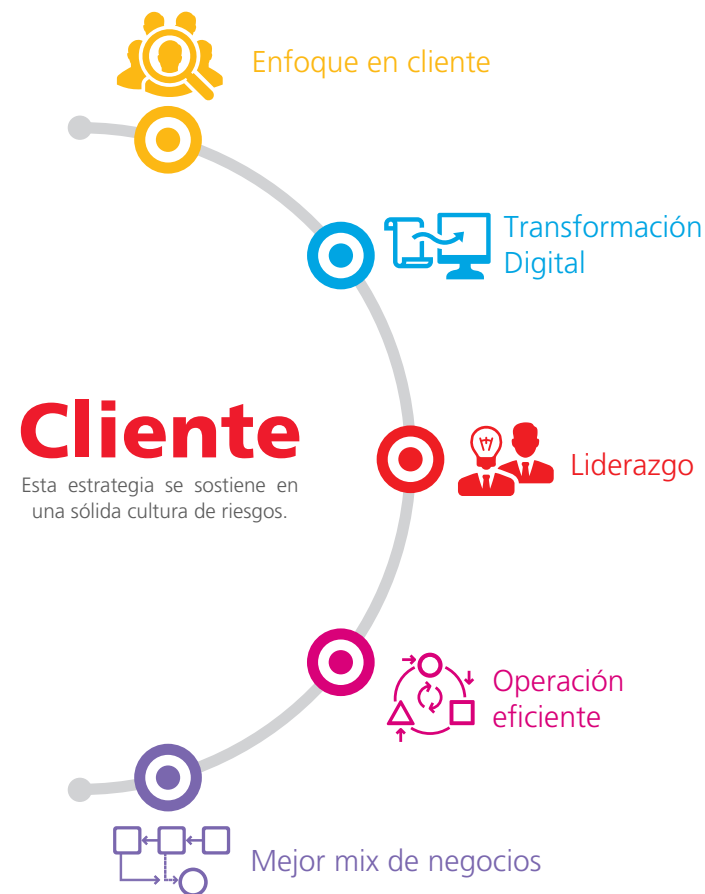 Enfoque en cliente
Transformación
Digital
Cliente
Esta estrategia se sostiene en
una sólida cultura de riesgos.
Liderazgo
Operación
eficiente
Mejor mix de negocios